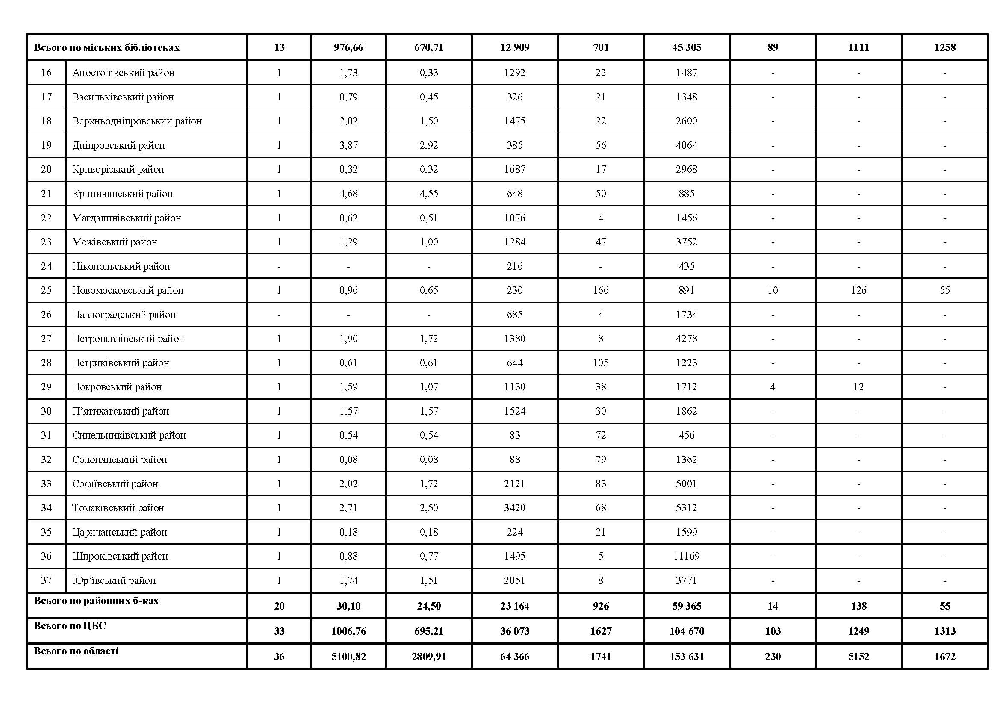 Всього по міських бібліотеках 13 976,66 670,71 12 909 701 45 305 89 1111 1258
16 Апостолівський район 1 1,73 0,33 1292 22 1487 - - -
17 Васильківський район 1 0,79 0,45 326 21 1348 - - -
18 Верхньодніпровський район 1 2,02 1,50 1475 22 2600 - - -
19 Дніпровський район 1 3,87 2,92 385 56 4064 - - -
20 Криворізький район 1 0,32 0,32 1687 17 2968 - - -
21 Криничанський район 1 4,68 4,55 648 50 885 - - -
22 Магдалинівський район 1 0,62 0,51 1076 4 1456 - - -
23 Межівський район 1 1,29 1,00 1284 47 3752 - - -
24 Нікопольський район - - - 216 - 435 - - -
25 Новомосковський район 1 0,96 0,65 230 166 891 10 126 55
26 Павлоградський район - - - 685 4 1734 - - -
27 Петропавлівський район 1 1,90 1,72 1380 8 4278 - - -
28 Петриківський район 1 0,61 0,61 644 105 1223 - - -
29 Покровський район 1 1,59 1,07 1130 38 1712 4 12 -
30 П’ятихатський район 1 1,57 1,57 1524 30 1862 - - -
31 Синельниківський район 1 0,54 0,54 83 72 456 - - -
32 Солонянський район 1 0,08 0,08 88 79 1362 - - -
33 Софіївський район 1 2,02 1,72 2121 83 5001 - - -
34 Томаківський район 1 2,71 2,50 3420 68 5312 - - -
35 Царичанський район 1 0,18 0,18 224 21 1599 - - -
36 Широківський район 1 0,88 0,77 1495 5 11169 - - -
37 Юр’ївський район 1 1,74 1,51 2051 8 3771 - - -
Всього по районних б-ках 20 30,10 24,50 23 164 926 59 365 14 138 55
Всього по ЦБС 33 1006,76 695,21 36 073 1627 104 670 103 1249 1313
Всього по області 36 5100,82 2809,91 64 366 1741 153 631 230 5152 1672